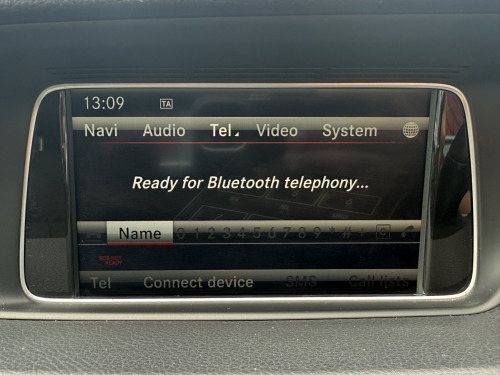 13:09 TA
Navi Audio Tel Video System
Ready for Bluetooth telephony...
Name 0 1 2 3 4 5 6 7 8 9 * # +
Tel Connect device SMS Call lists